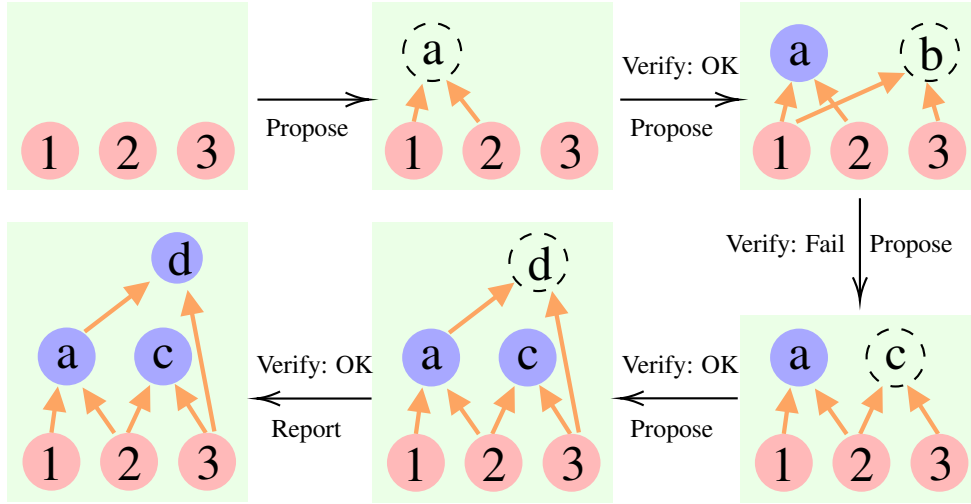 1 2 3
Propose
a
1 2 3
Verify: OK
Propose
a b
1 2 3
Verify: Fail Propose
a c
1 2 3
Verify: OK
Propose
d
a c
1 2 3
Verify: OK
Report
d
a c
1 2 3